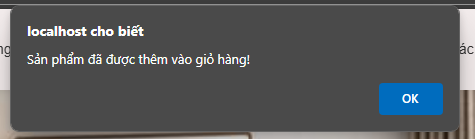 localhost cho biết
Sản phẩm đã được thêm vào giỏ hàng!
OK